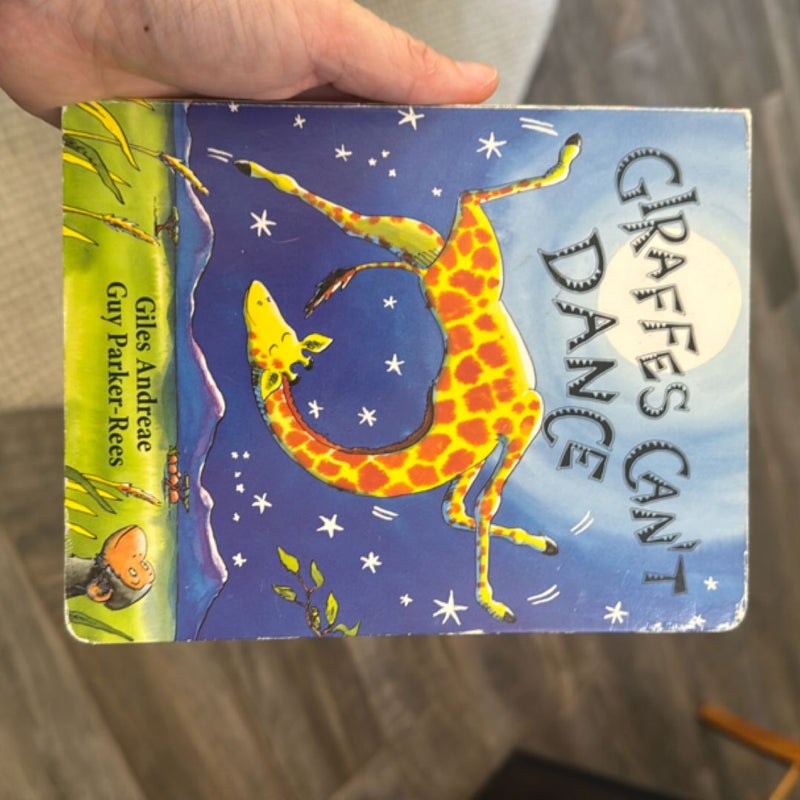 GIRAFFES CAN'T
DANCE
Giles Andreae
Guy Parker-Rees